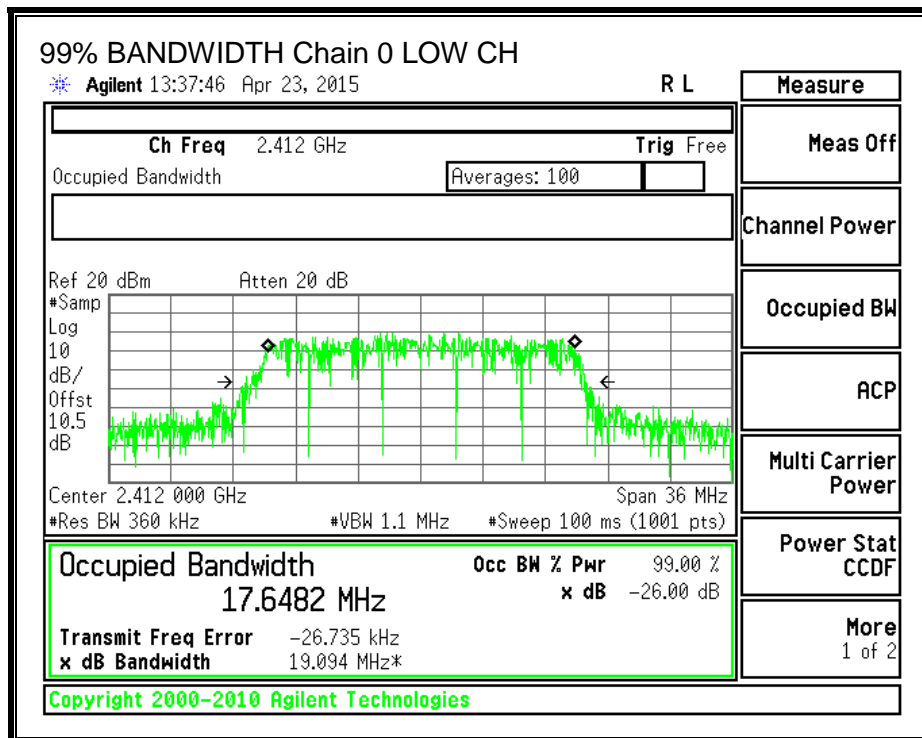 99% BANDWIDTH Chain 0 LOW CH
Agilent 13:37:46 Apr 23, 2015 R L
Measure
Ch Freq 2.412 GHz Trig Free
Meas Off
Occupied Bandwidth Averages: 100
Channel Power
Ref 20 dBm Atten 20 dB
#Samp
Log
10
dB/
Offst
10.5
dB
Occupied BW
ACP
Multi Carrier
Power
Center 2.412 000 GHz Span 36 MHz
#Res BW 360 kHz #VBW 1.1 MHz #Sweep 100 ms (1001 pts)
Power Stat
CCDF
Occupied Bandwidth Occ BW % Pwr 99.00 %
17.6482 MHz x dB -26.00 dB
Transmit Freq Error -26.735 kHz
x dB Bandwidth 19.094 MHz*
More
1 of 2
Copyright 2000-2010 Agilent Technologies